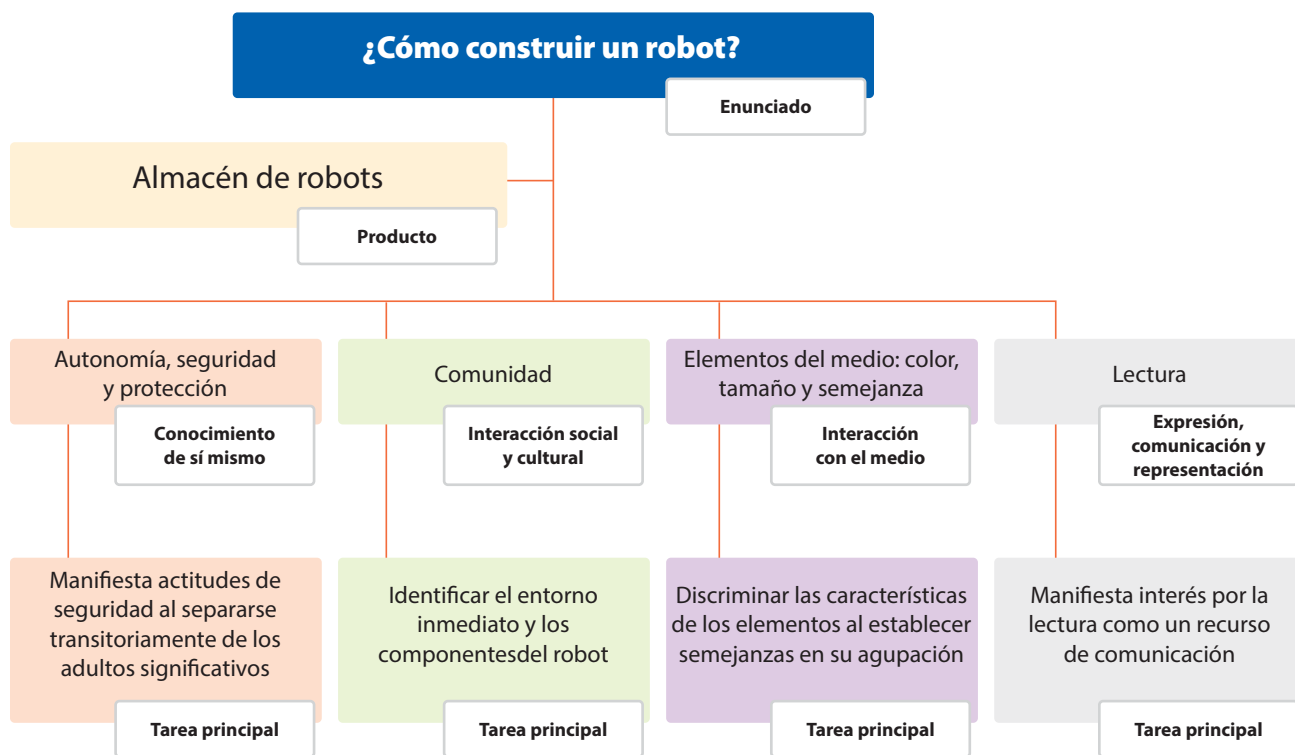 ¿Cómo construir un robot?
Enunciado
Almacén de robots
Producto
Autonomía, seguridad
y protección
Conocimiento
de sí mismo
Comunidad
Interacción social
y cultural
Elementos del medio: color,
tamaño y semejanza
Interacción
con el medio
Lectura
Expresión,
comunicación y
representación
Manifiesta actitudes de
seguridad al separarse
transitoriamente de los
adultos significativos
Tarea principal
Identificar el entorno
inmediato y los
componentesdel robot
Tarea principal
Discriminar las características
de los elementos al establecer
semejanzas en su agupación
Tarea principal
Manifiesta interés por la
lectura como un recurso
de comunicación
Tarea principal